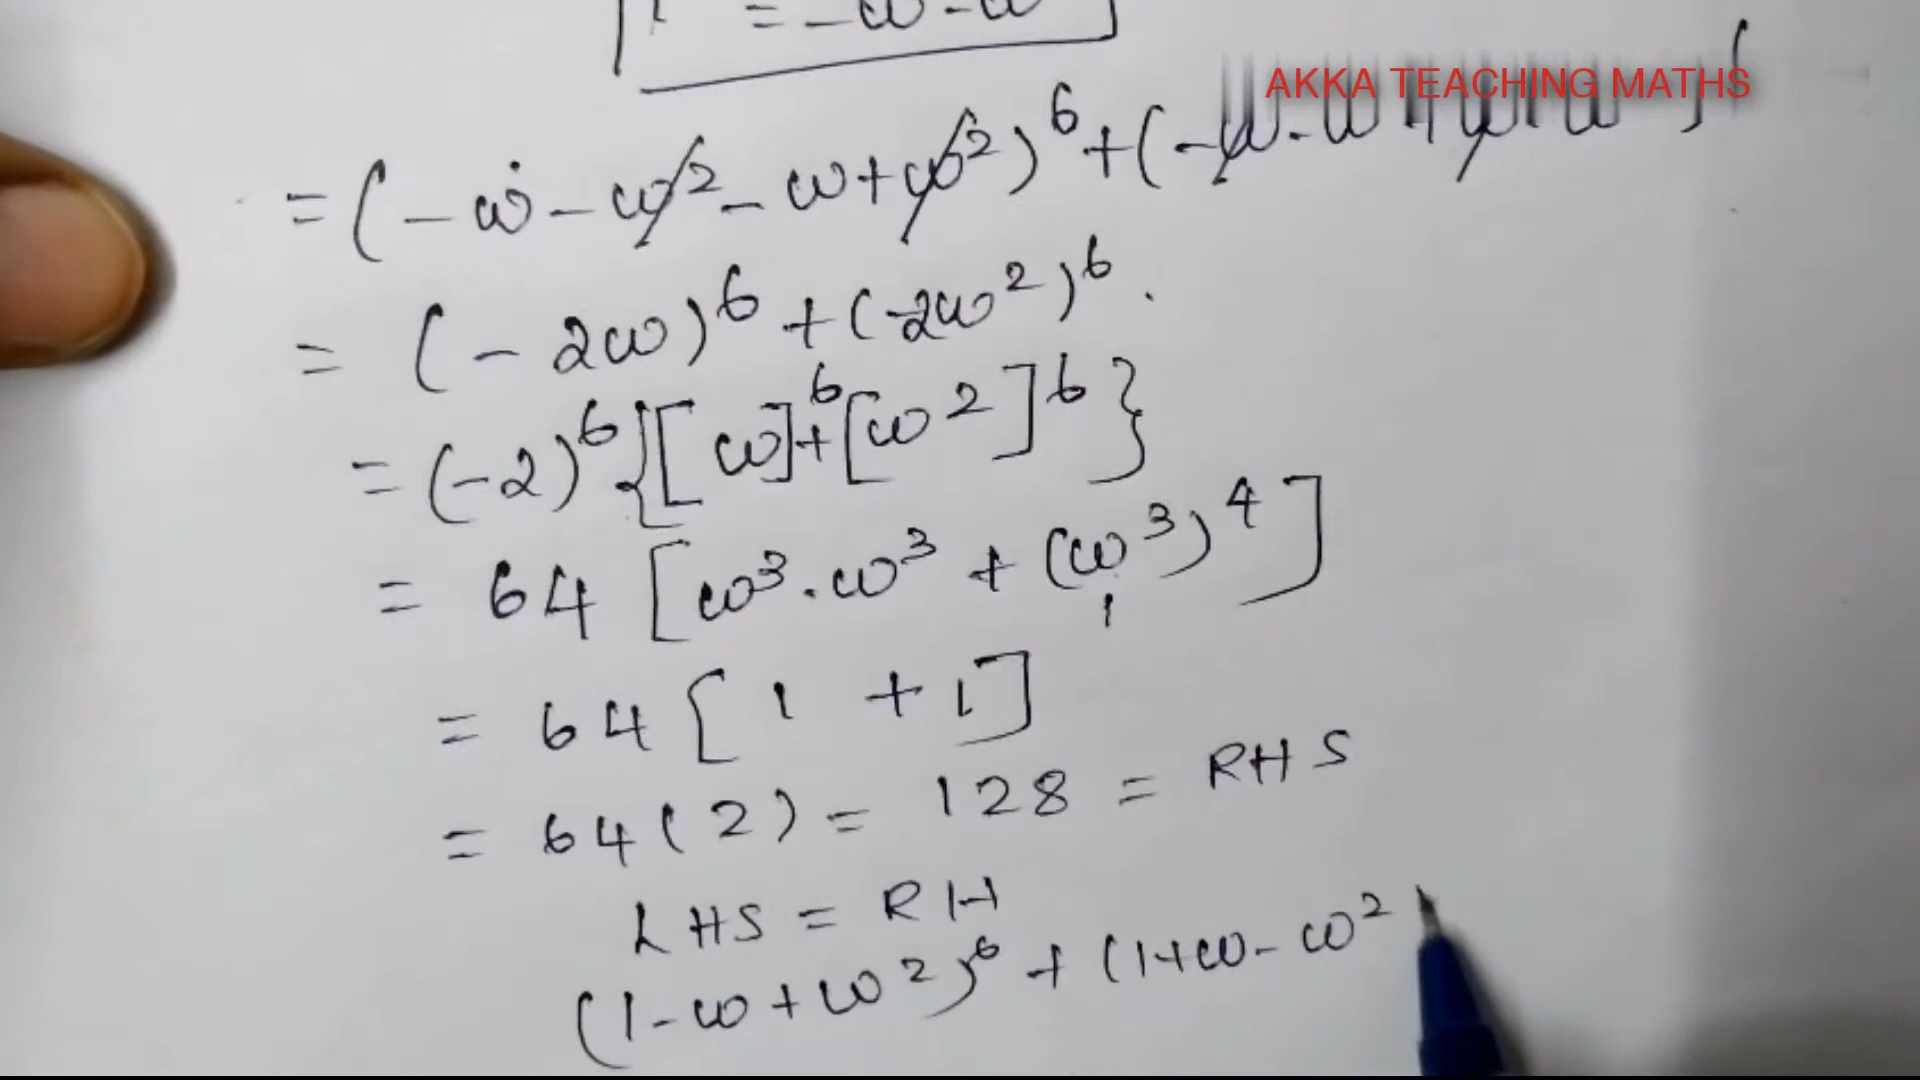 = -ω - ω
AKKA TEACHING MATHS
= (-ω - ω² - ω + ω²)⁶ + (-ω - ω
= (-2ω)⁶ + (-2ω²)⁶.
= (-2)⁶ {[ω]⁶ + [ω²]⁶}
= 64 [ω³ . ω³ + (ω³)⁴]
1
= 64 [1 + 1]
= 64(2) = 128 = RHS
LHS = RH
(1 - ω + ω²)⁶ + (1 + ω - ω²